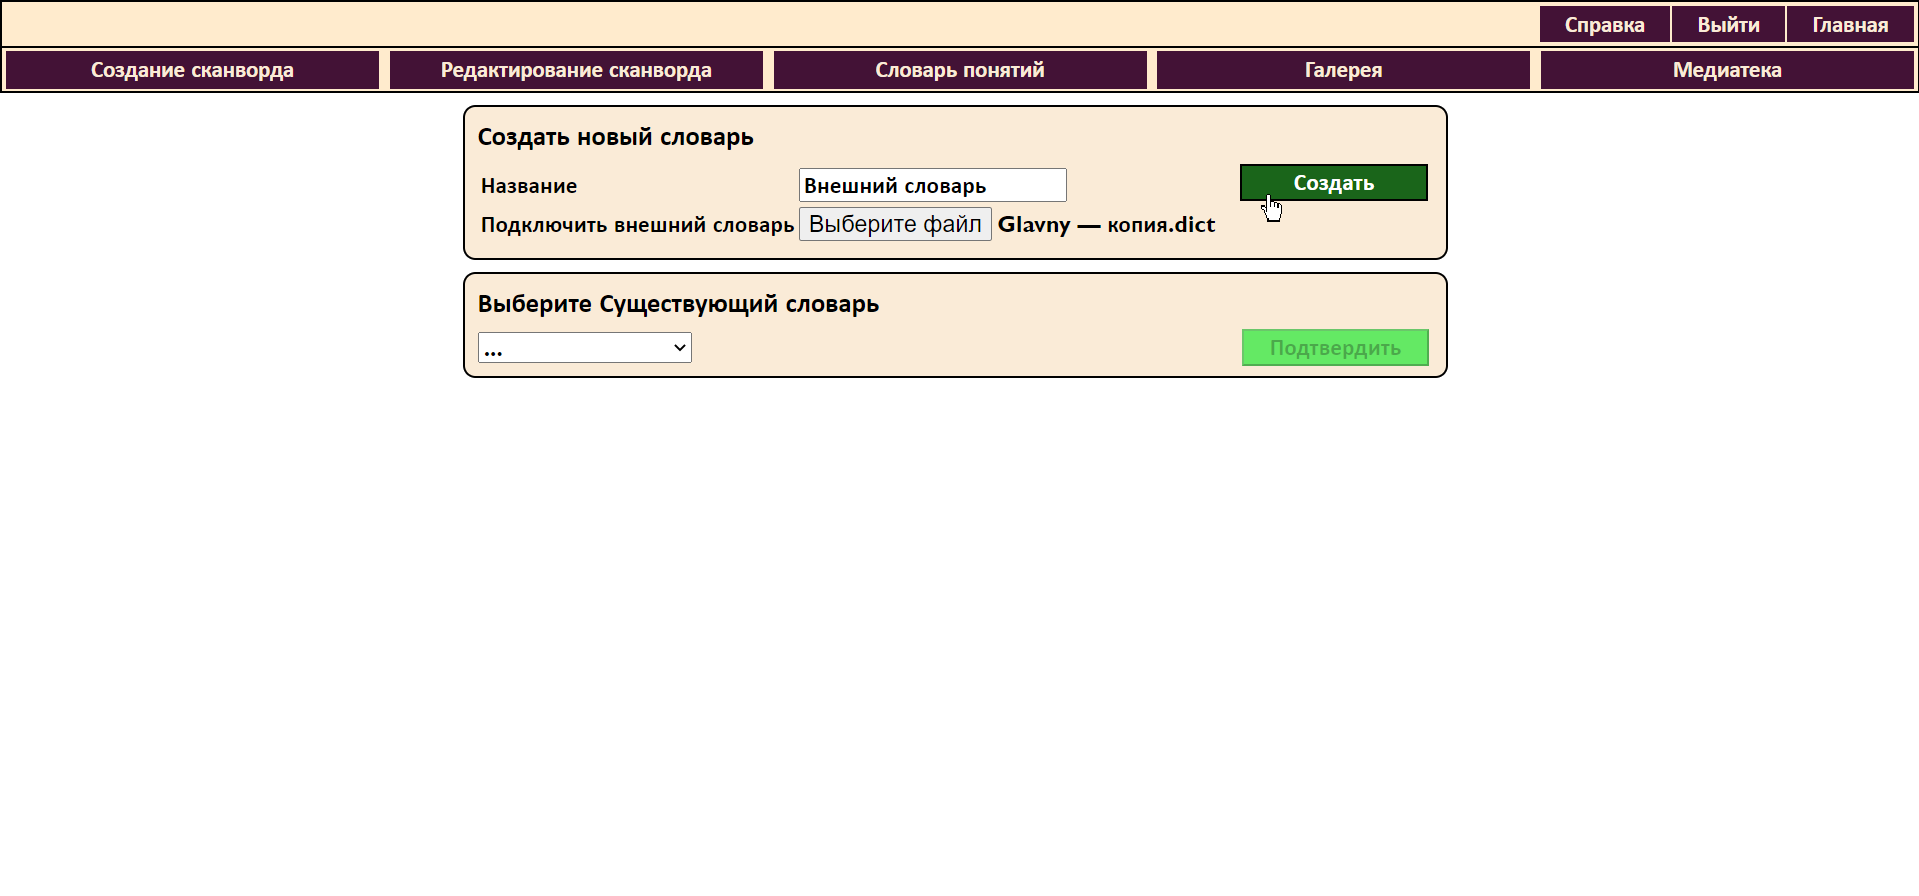 Справка Выйти Главная
Создание сканворда Редактирование сканворда Словарь понятий Галерея Медиатека
Создать новый словарь
Название Внешний словарь Создать
Подключить внешний словарь Выберите файл Glavny — копия.dict
Выберите Существующий словарь
... Подтвердить